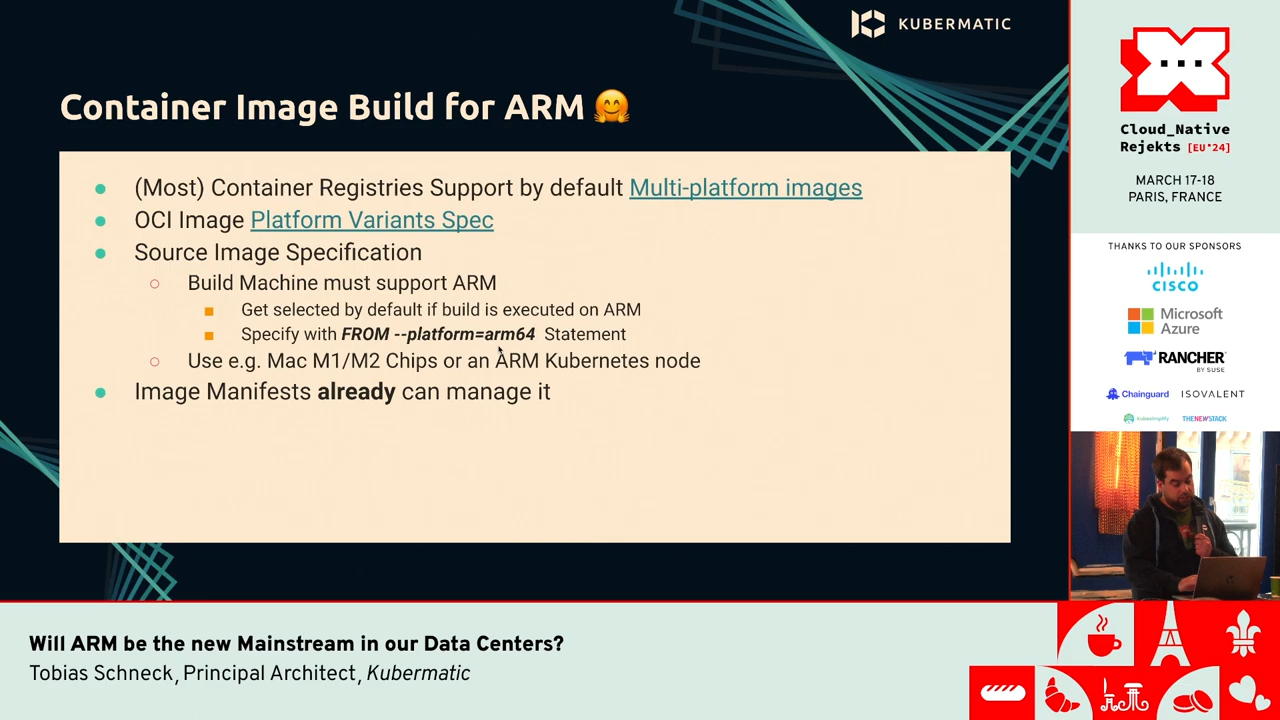 KUBERMATIC
Container Image Build for ARM 🤗
(Most) Container Registries Support by default Multi-platform images
OCI Image Platform Variants Spec
Source Image Specification
Build Machine must support ARM
Get selected by default if build is executed on ARM
Specify with FROM --platform=arm64 Statement
Use e.g. Mac M1/M2 Chips or an ARM Kubernetes node
Image Manifests already can manage it
Cloud_Native
Rejekts [EU'24]
MARCH 17-18
PARIS, FRANCE
THANKS TO OUR SPONSORS
CISCO
Microsoft
Azure
RANCHER
BY SUSE
Chainguard ISOVALENT
kubesimplify THENEWSTACK
Will ARM be the new Mainstream in our Data Centers?
Tobias Schneck, Principal Architect, Kubermatic